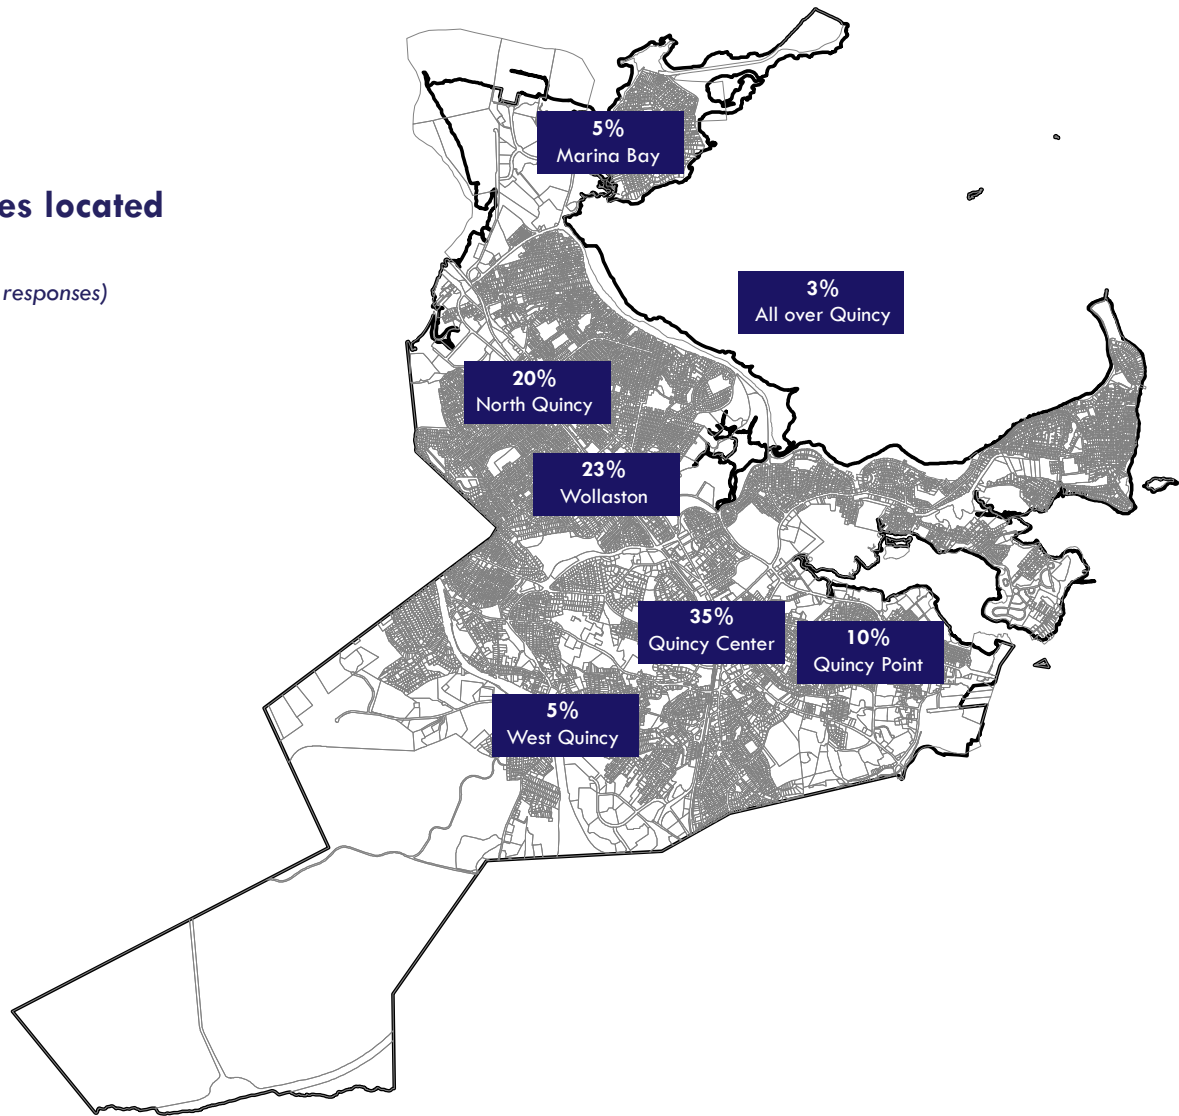 5%
Marina Bay
es located
responses)
3%
All over Quincy
20%
North Quincy
23%
Wollaston
35%
Quincy Center
10%
Quincy Point
5%
West Quincy